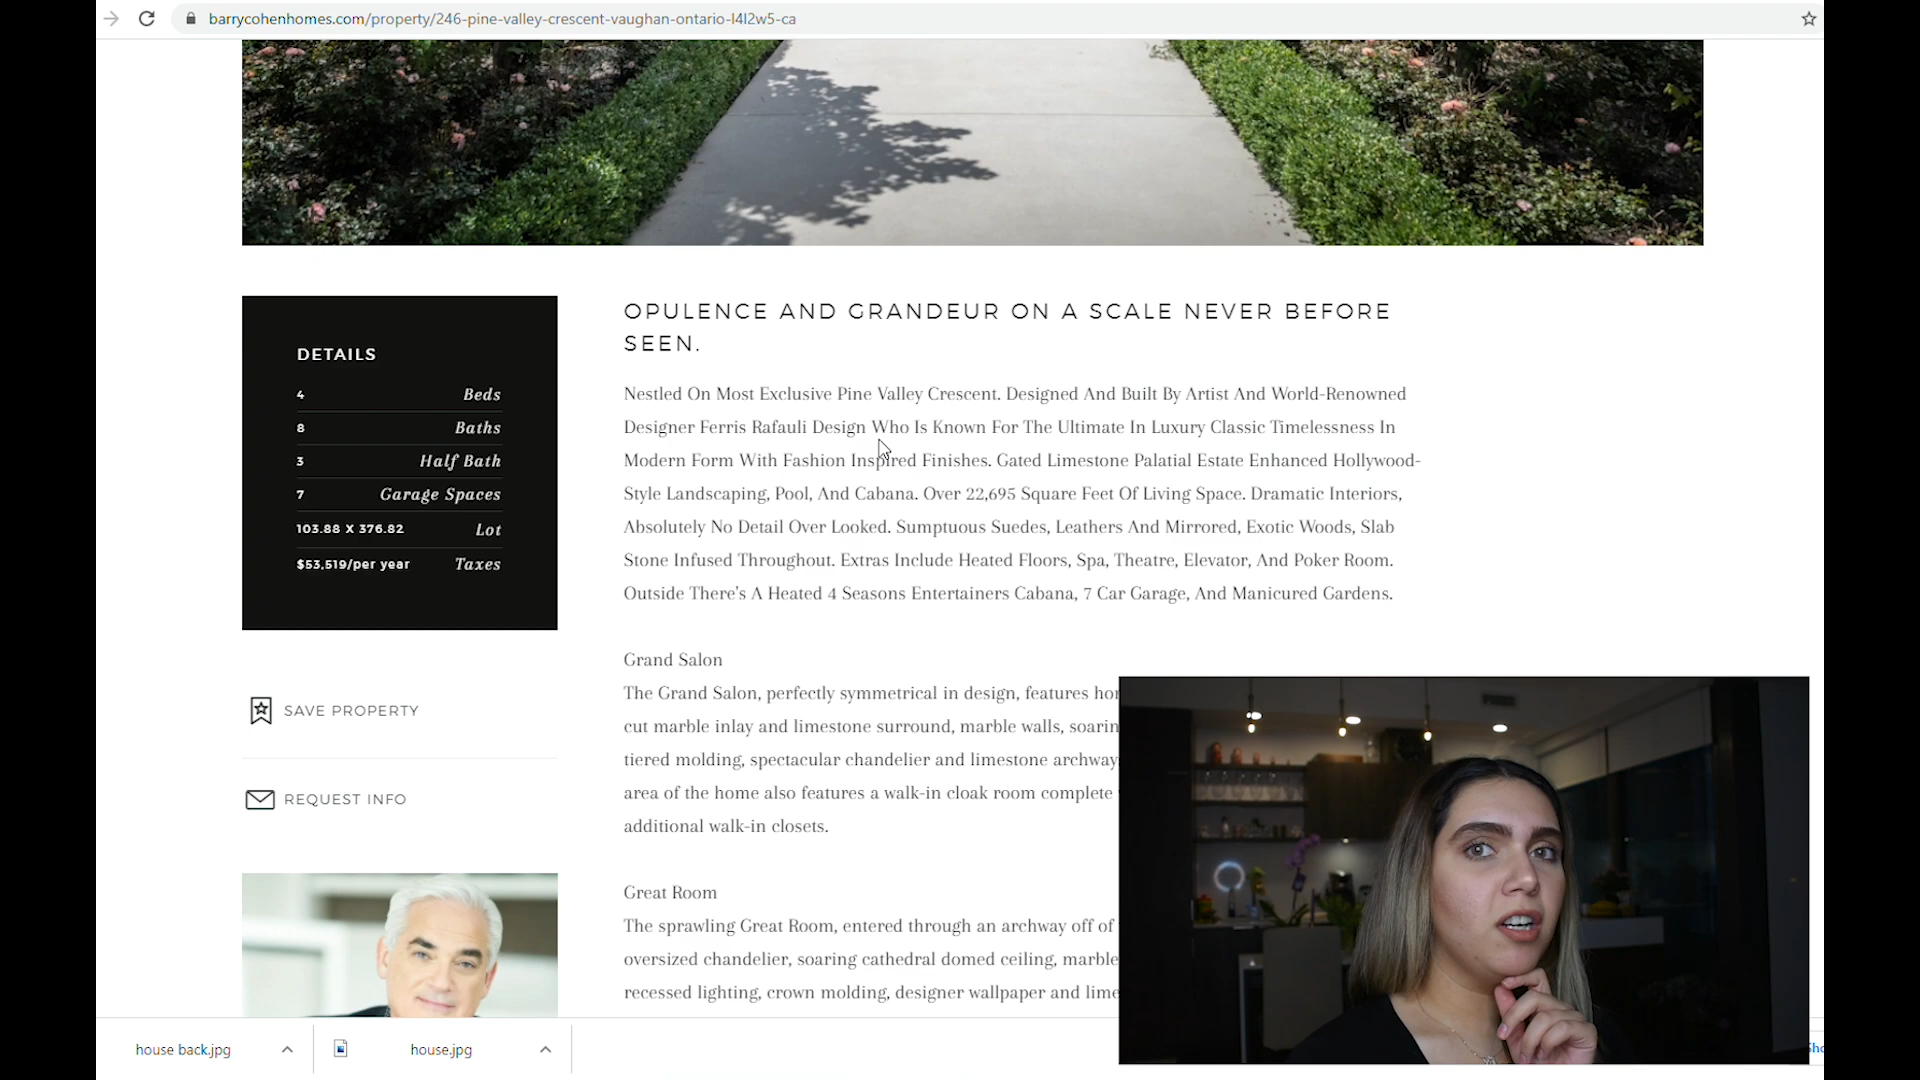 barrycohenhomes.com/property/246-pine-valley-crescent-vaughan-ontario-l4l2w5-ca
DETAILS
4 Beds
8 Baths
3 Half Bath
7 Garage Spaces
103.88 X 376.82 Lot
$53,519/per year Taxes
SAVE PROPERTY
REQUEST INFO
OPULENCE AND GRANDEUR ON A SCALE NEVER BEFORE
SEEN.
Nestled On Most Exclusive Pine Valley Crescent. Designed And Built By Artist And World-Renowned
Designer Ferris Rafauli Design Who Is Known For The Ultimate In Luxury Classic Timelessness In
Modern Form With Fashion Inspired Finishes. Gated Limestone Palatial Estate Enhanced Hollywood-
Style Landscaping, Pool, And Cabana. Over 22,695 Square Feet Of Living Space. Dramatic Interiors,
Absolutely No Detail Over Looked. Sumptuous Suedes, Leathers And Mirrored, Exotic Woods, Slab
Stone Infused Throughout. Extras Include Heated Floors, Spa, Theatre, Elevator, And Poker Room.
Outside There's A Heated 4 Seasons Entertainers Cabana, 7 Car Garage, And Manicured Gardens.
Grand Salon
The Grand Salon, perfectly symmetrical in design, features
cut marble inlay and limestone surround, marble walls,
tiered molding, spectacular chandelier and limestone
area of the home also features a walk-in cloak room complete
additional walk-in closets.
Great Room
The sprawling Great Room, entered through an archway off of
oversized chandelier, soaring cathedral domed ceiling, marble
recessed lighting, crown molding, designer wallpaper and
house back.jpg
house.jpg